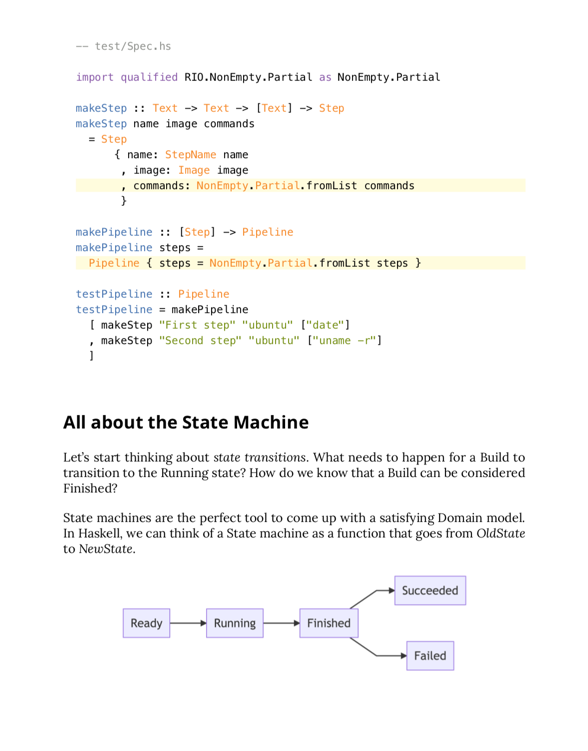 -- test/Spec.hs
import qualified RIO.NonEmpty.Partial as NonEmpty.Partial
makeStep :: Text -> Text -> [Text] -> Step
makeStep name image commands
= Step
{ name: StepName name
, image: Image image
, commands: NonEmpty.Partial.fromList commands
}
makePipeline :: [Step] -> Pipeline
makePipeline steps =
Pipeline { steps = NonEmpty.Partial.fromList steps }
testPipeline :: Pipeline
testPipeline = makePipeline
[ makeStep "First step" "ubuntu" ["date"]
, makeStep "Second step" "ubuntu" ["uname -r"]
]
All about the State Machine
Let's start thinking about state transitions. What needs to happen for a Build to
transition to the Running state? How do we know that a Build can be considered
Finished?
State machines are the perfect tool to come up with a satisfying Domain model.
In Haskell, we can think of a State machine as a function that goes from OldState
to NewState.
Ready
Running
Finished
Succeeded
Failed